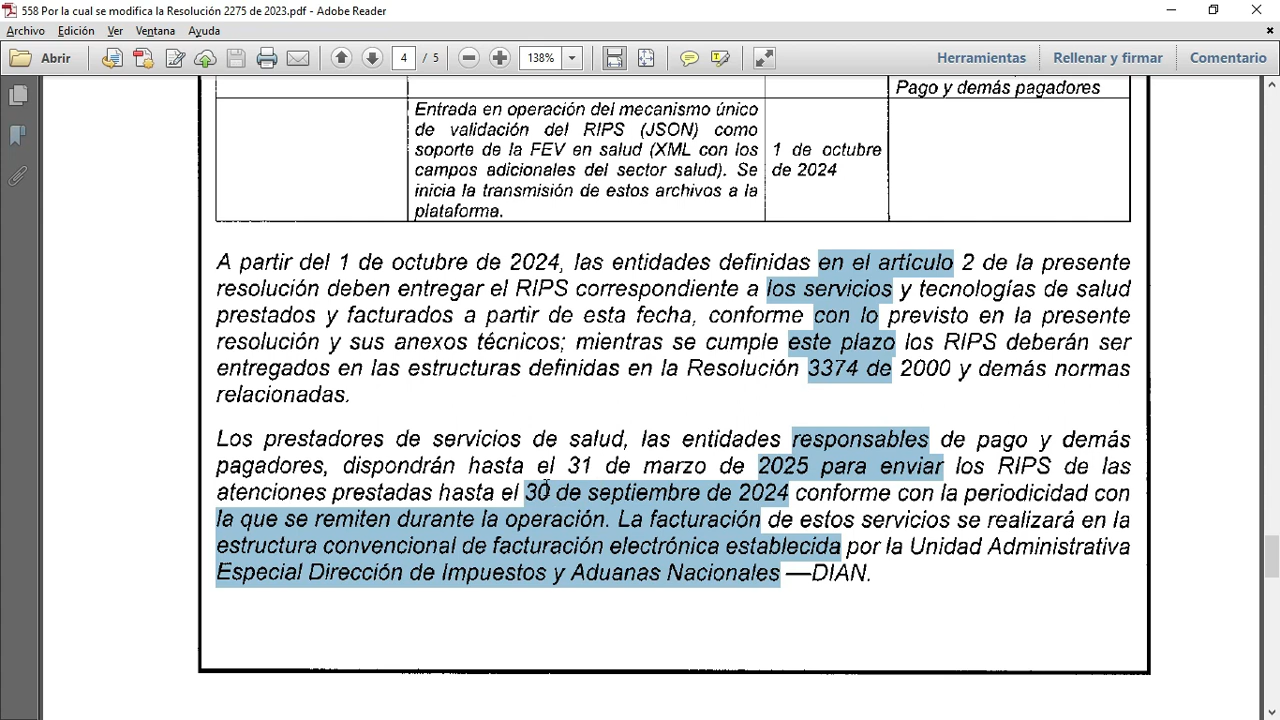 558 Por la cual se modifica la Resolución 2275 de 2023.pdf - Adobe Reader
Archivo Edición Ver Ventana Ayuda
Abrir 4 / 5 138% Herramientas Rellenar y firmar Comentario
Pago y demás pagadores
Entrada en operación del mecanismo único
de validación del RIPS (JSON) como
soporte de la FEV en salud (XML con los
campos adicionales del sector salud). Se
inicia la transmisión de estos archivos a la
plataforma.
1 de octubre
de 2024
A partir del 1 de octubre de 2024, las entidades definidas en el artículo 2 de la presente
resolución deben entregar el RIPS correspondiente a los servicios y tecnologías de salud
prestados y facturados a partir de esta fecha, conforme con lo previsto en la presente
resolución y sus anexos técnicos; mientras se cumple este plazo los RIPS deberán ser
entregados en las estructuras definidas en la Resolución 3374 de 2000 y demás normas
relacionadas.
Los prestadores de servicios de salud, las entidades responsables de pago y demás
pagadores, dispondrán hasta el 31 de marzo de 2025 para enviar los RIPS de las
atenciones prestadas hasta el 30 de septiembre de 2024 conforme con la periodicidad con
la que se remiten durante la operación. La facturación de estos servicios se realizará en la
estructura convencional de facturación electrónica establecida por la Unidad Administrativa
Especial Dirección de Impuestos y Aduanas Nacionales —DIAN.